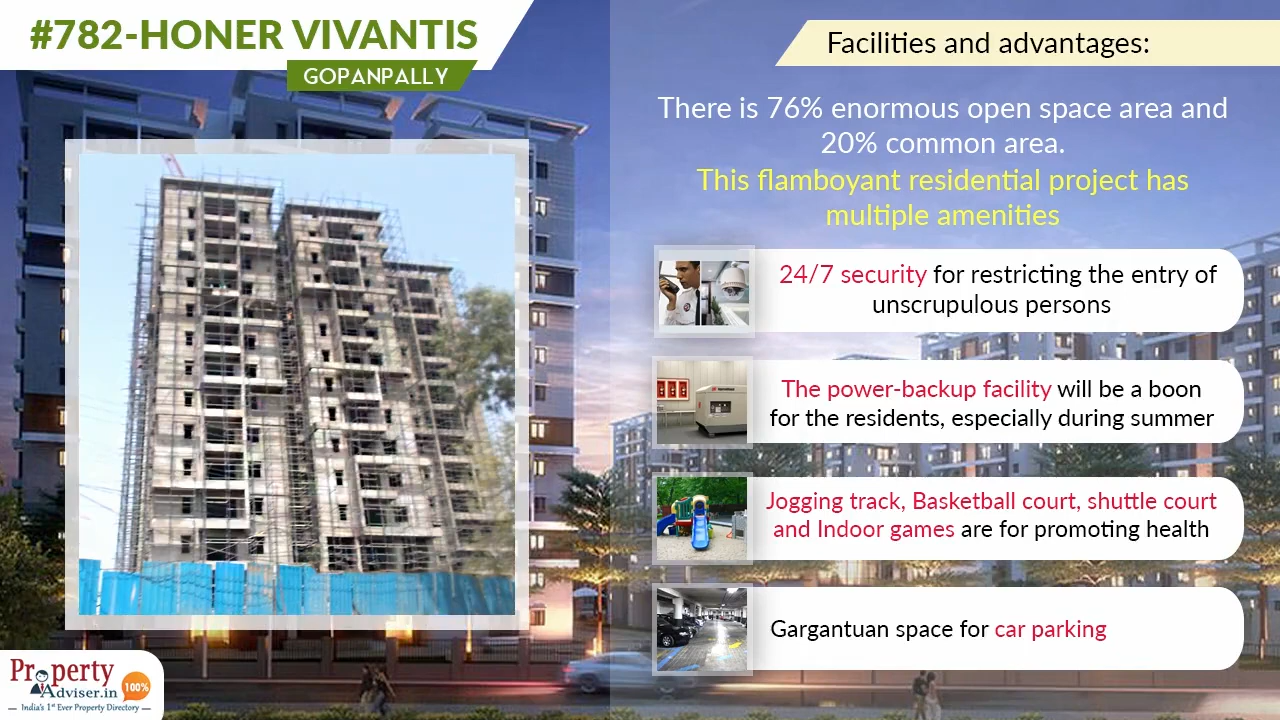 #782-HONER VIVANTIS
GOPANPALLY
Facilities and advantages:
There is 76% enormous open space area and
20% common area.
This flamboyant residential project has
multiple amenities
24/7 security for restricting the entry of
unscrupulous persons
The power-backup facility will be a boon
for the residents, especially during summer
Jogging track, Basketball court, shuttle court
and Indoor games are for promoting health
Gargantuan space for car parking
Property
Adviser.in
100%
India's 1st Ever Property Directory